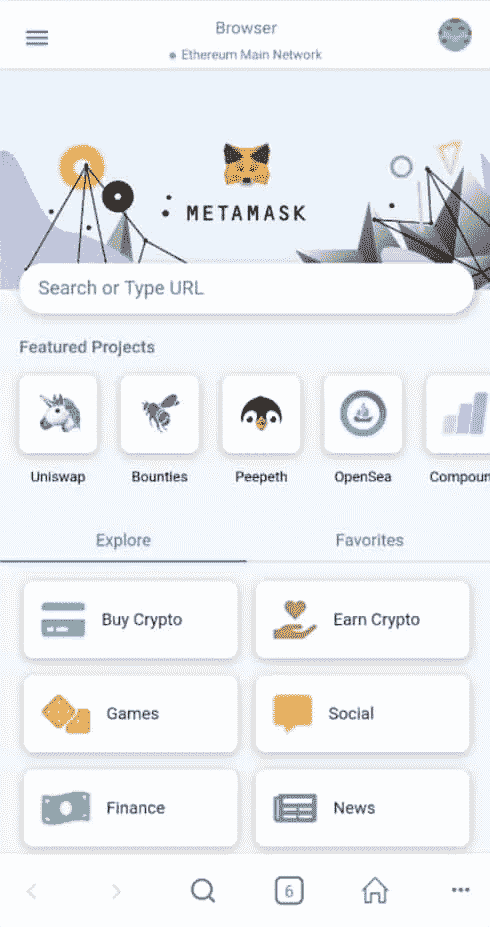 Browser
Ethereum Main Network
METAMASK
Search or Type URL
Featured Projects
Uniswap Bounties Peepeth OpenSea Compoun
Explore Favorites
Buy Crypto Earn Crypto
Games Social
Finance News
6